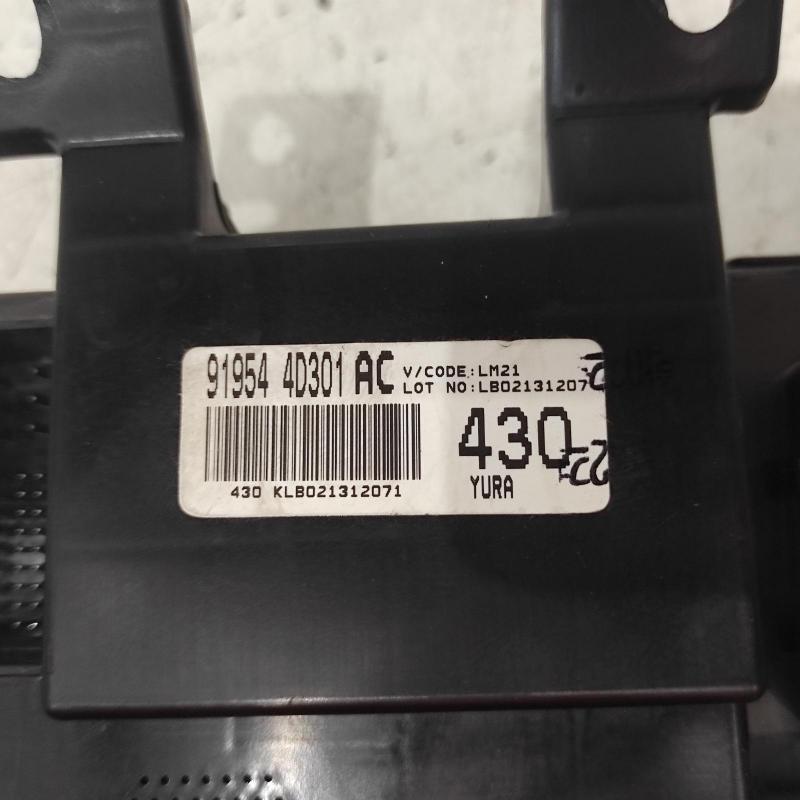 91954 4D301 AC V/CODE:LM21
LOT NO:LB02131207
430
430 KLB021312071
YURA